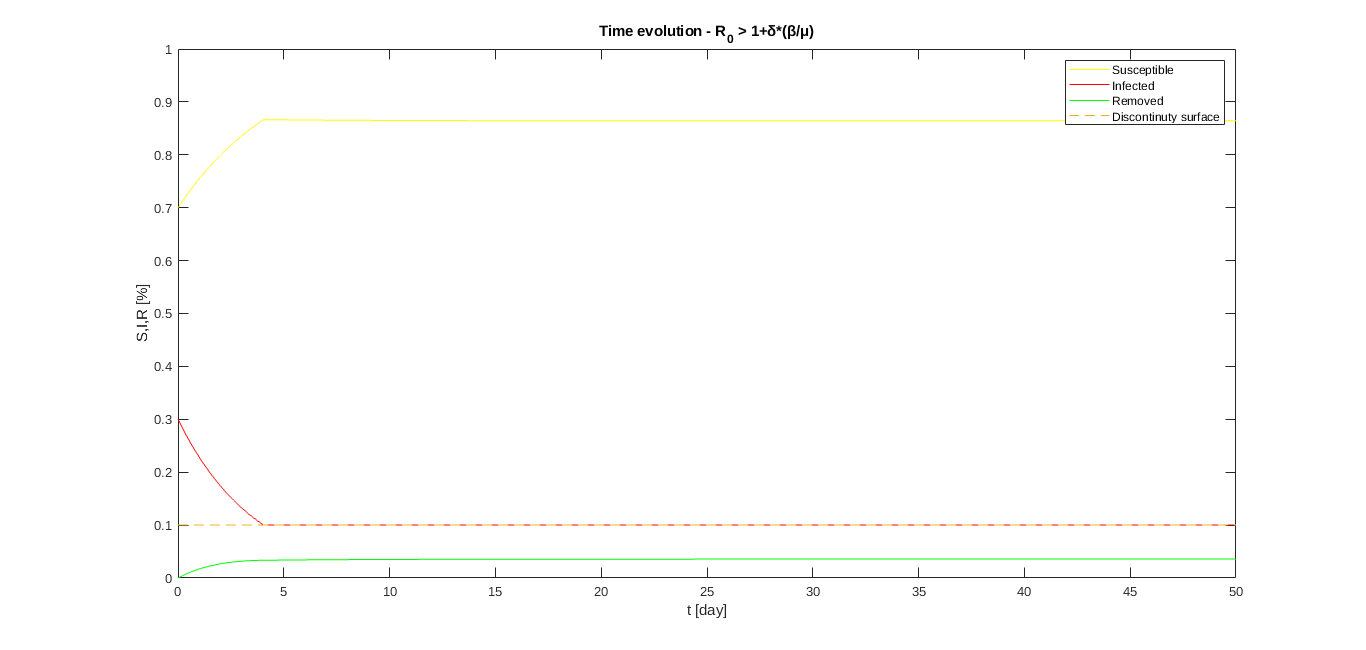 Time evolution - R0 > 1+δ*(β/μ)
1
0.9
0.8
0.7
0.6
0.5
0.4
0.3
0.2
0.1
0
S,I,R [%]
Susceptible
Infected
Removed
Discontinuty surface
0 5 10 15 20 25 30 35 40 45 50
t [day]